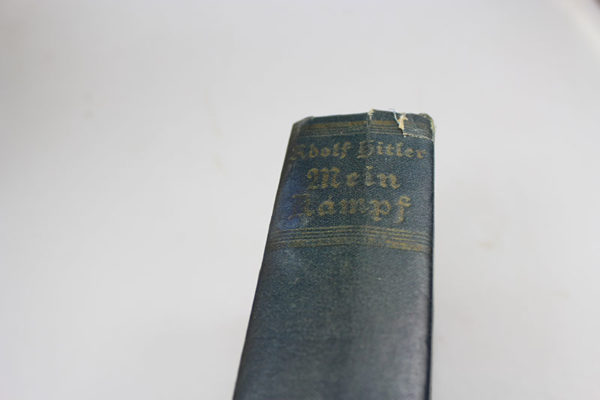 Adolf Hitler
Mein
Kampf